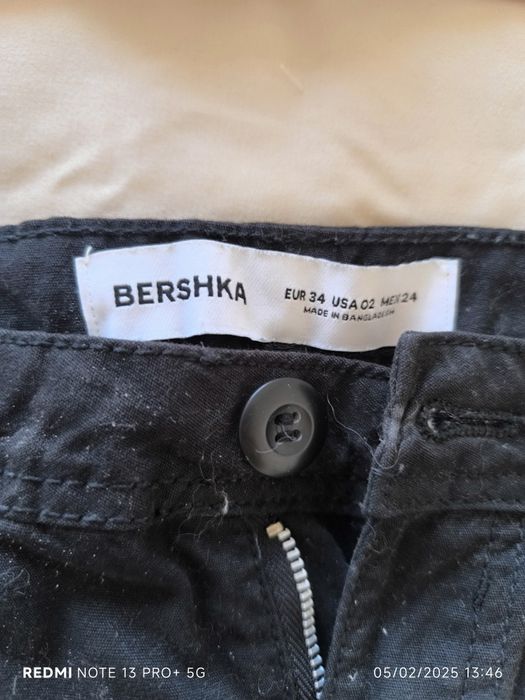 BERSHKA
EUR 34 USA 02 MEX 24
MADE IN BANGLADESH
REDMI NOTE 13 PRO+ 5G
05/02/2025 13:46